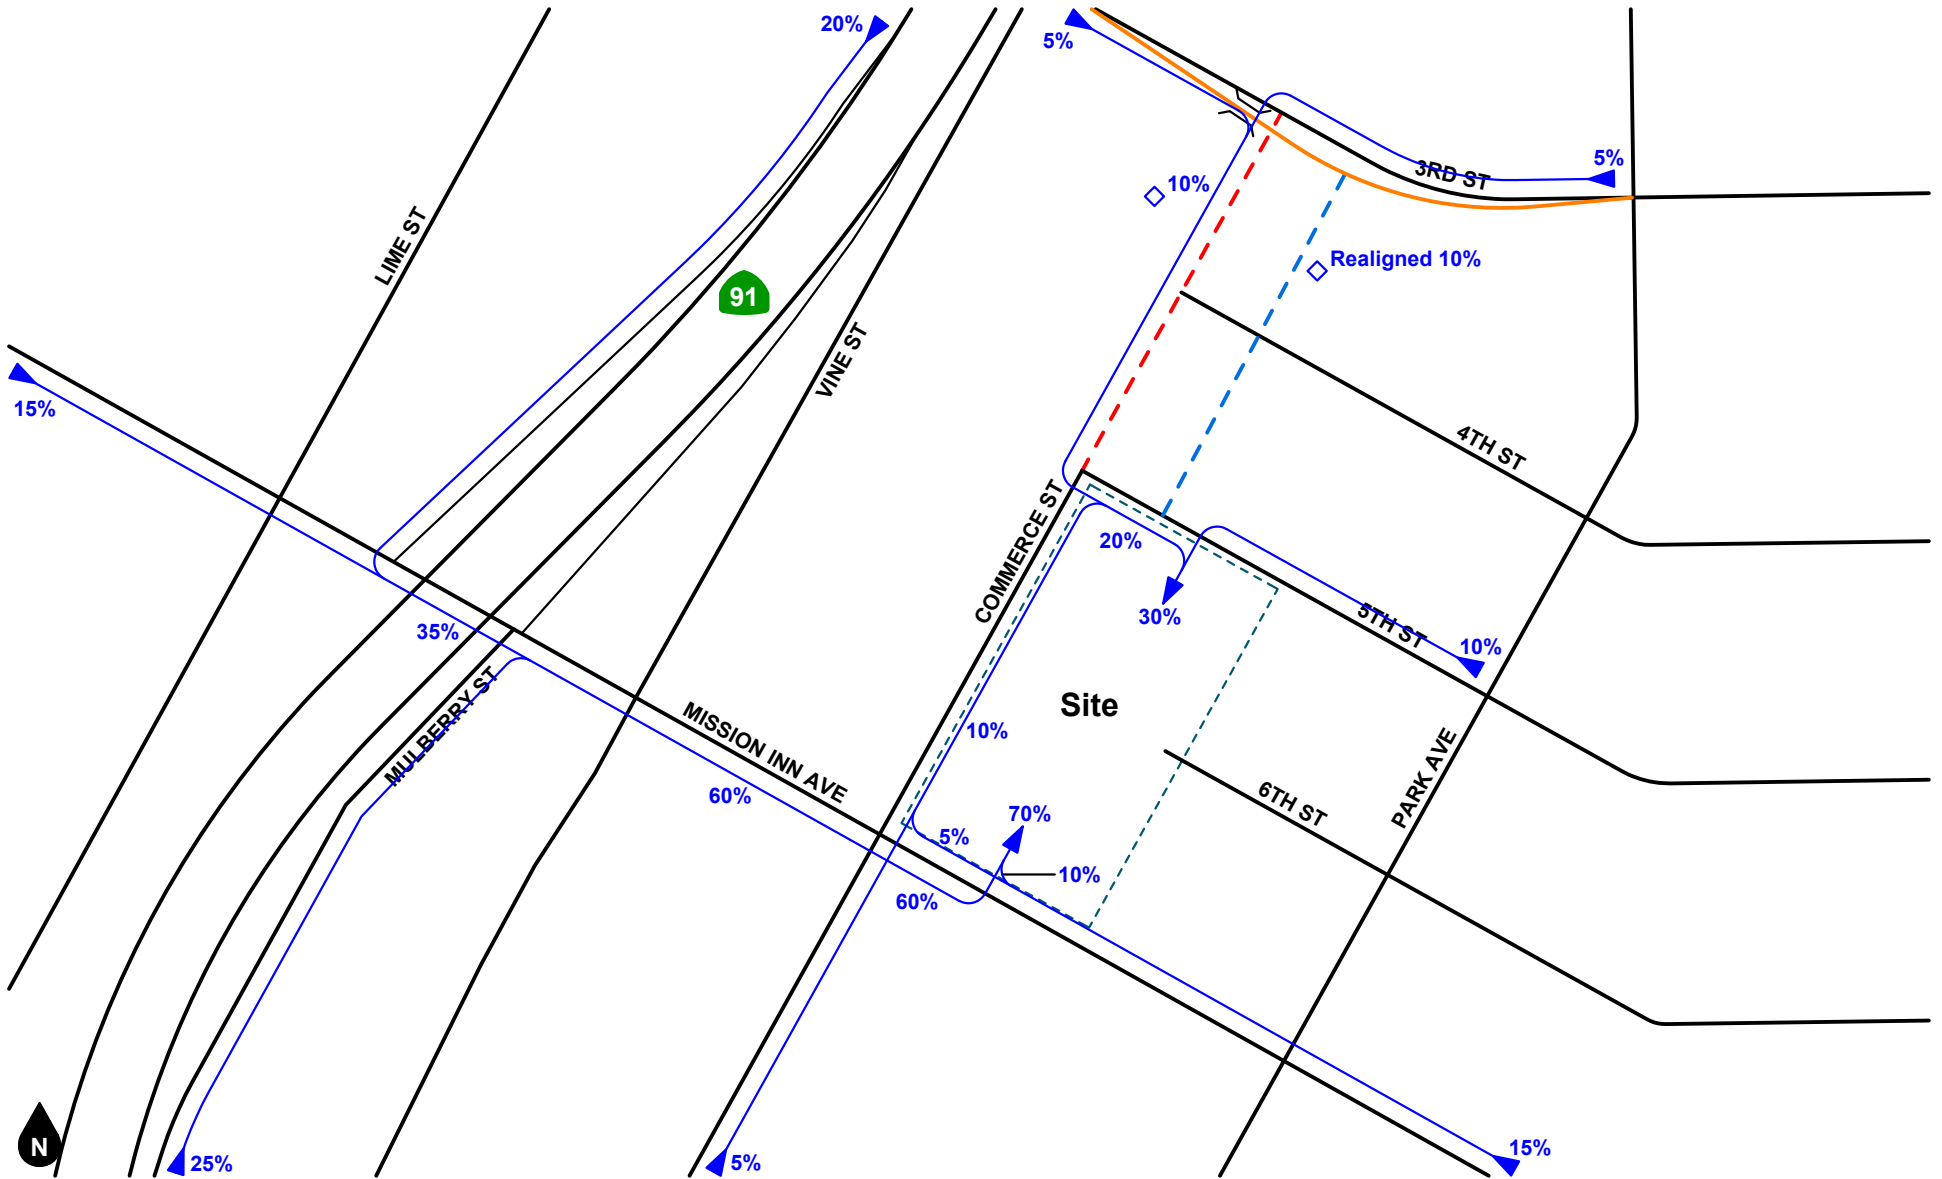 20%
5%
5%
3RD ST
10%
LIME ST
Realigned 10%
91
VINE ST
15%
4TH ST
COMMERCE ST
20%
30%
35%
5TH ST
10%
MULBERRY ST
Site
10%
MISSION INN AVE
60%
PARK AVE
6TH ST
70%
5%
10%
60%
N
25%
5%
15%